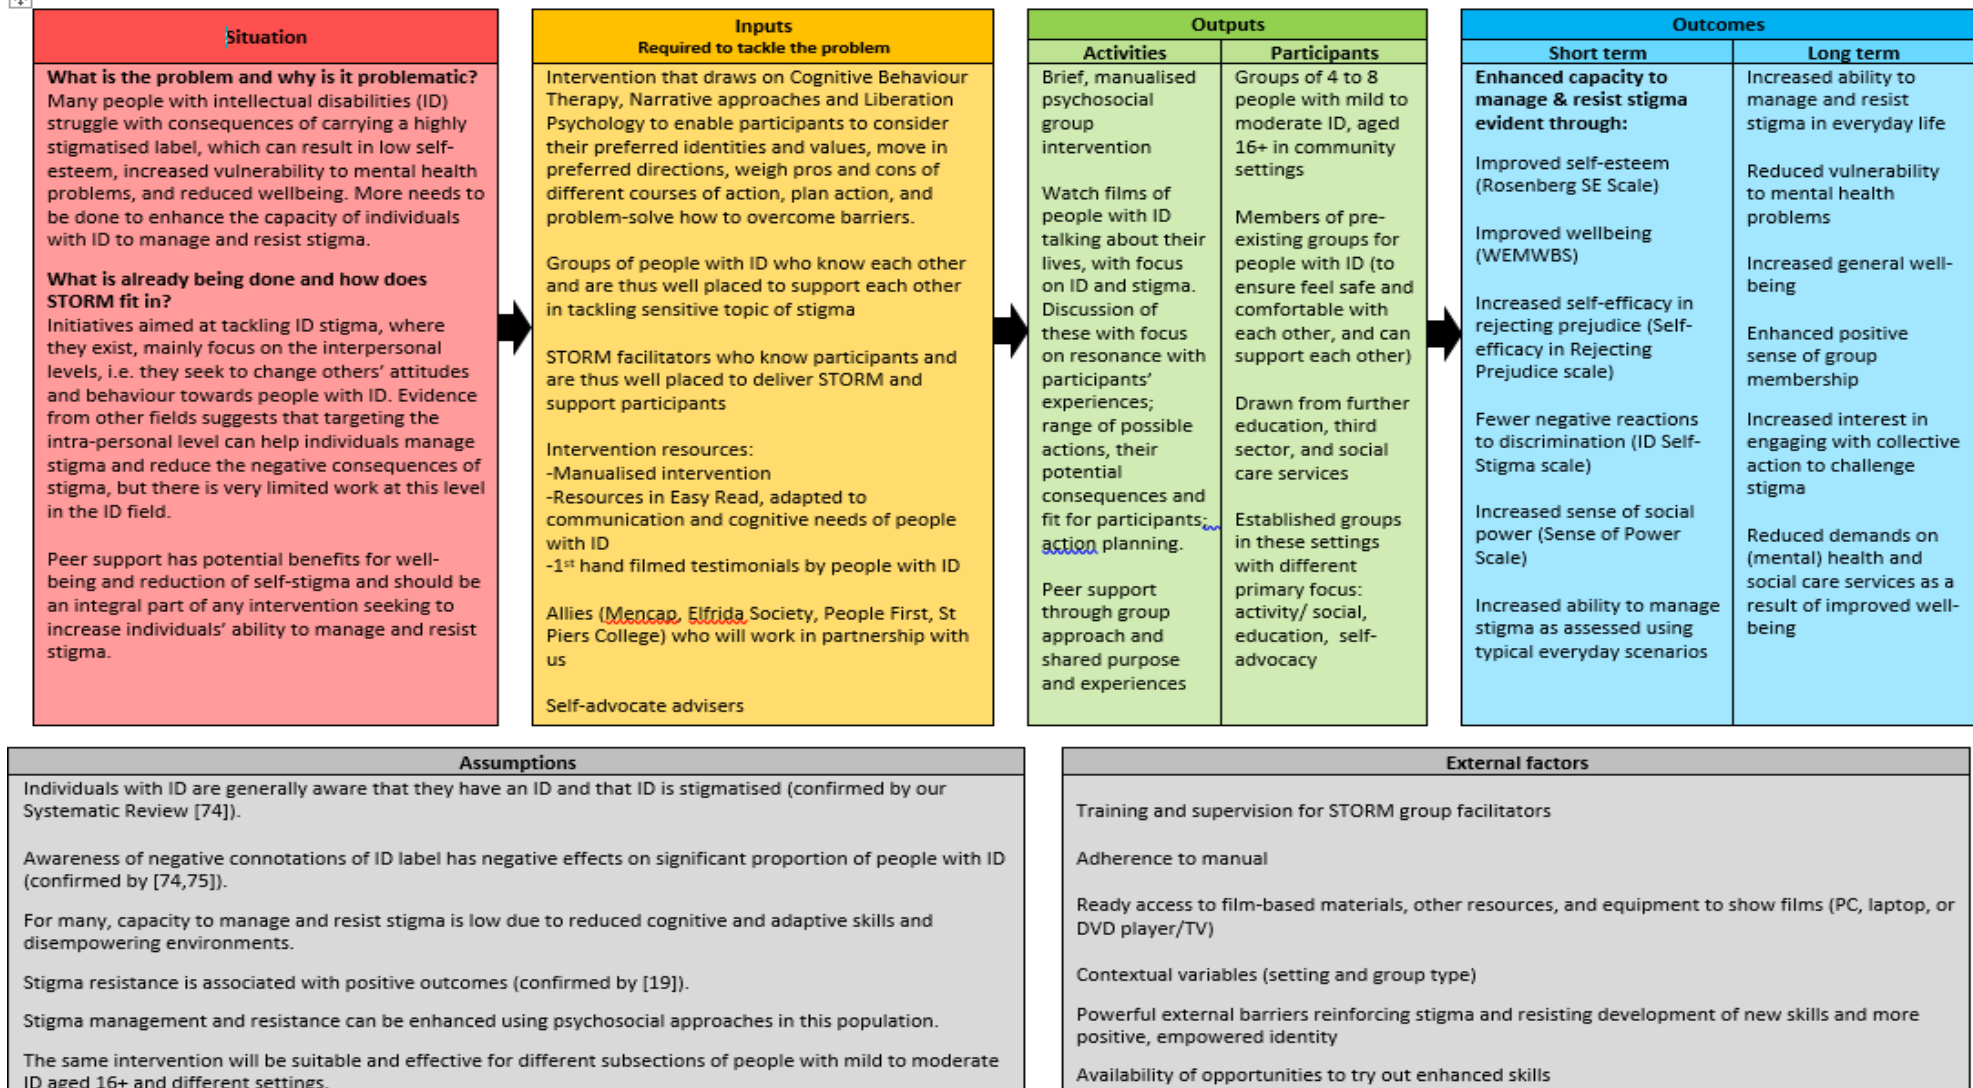 Situation
What is the problem and why is it problematic?
Many people with intellectual disabilities (ID)
struggle with consequences of carrying a highly
stigmatised label, which can result in low self-
esteem, increased vulnerability to mental health
problems, and reduced wellbeing. More needs to
be done to enhance the capacity of individuals
with ID to manage and resist stigma.
What is already being done and how does
STORM fit in?
Initiatives aimed at tackling ID stigma, where
they exist, mainly focus on the interpersonal
levels, i.e. they seek to change others’ attitudes
and behaviour towards people with ID. Evidence
from other fields suggests that targeting the
intra-personal level can help individuals manage
stigma and reduce the negative consequences of
stigma, but there is very limited work at this level
in the ID field.
Peer support has potential benefits for well-
being and reduction of self-stigma and should be
an integral part of any intervention seeking to
increase individuals’ ability to manage and resist
stigma.
Inputs
Required to tackle the problem
Intervention that draws on Cognitive Behaviour
Therapy, Narrative approaches and Liberation
Psychology to enable participants to consider
their preferred identities and values, move in
preferred directions, weigh pros and cons of
different courses of action, plan action, and
problem-solve how to overcome barriers.
Groups of people with ID who know each other
and are thus well placed to support each other
in tackling sensitive topic of stigma
STORM facilitators who know participants and
are thus well placed to deliver STORM and
support participants
Intervention resources:
-Manualised intervention
-Resources in Easy Read, adapted to
communication and cognitive needs of people
with ID
-1st hand filmed testimonials by people with ID
Allies (Mencap, Elfrida Society, People First, St
Piers College) who will work in partnership with
us
Self-advocate advisers
Outputs
Activities
Brief, manualised
psychosocial
group
intervention
Watch films of
people with ID
talking about their
lives, with focus
on ID and stigma.
Discussion of
these with focus
on resonance with
participants’
experiences;
range of possible
actions, their
potential
consequences and
fit for participants;
action planning.
Peer support
through group
approach and
shared purpose
and experiences
Participants
Groups of 4 to 8
people with mild to
moderate ID, aged
16+ in community
settings
Members of pre-
existing groups for
people with ID (to
ensure feel safe and
comfortable with
each other, and can
support each other)
Drawn from further
education, third
sector, and social
care services
Established groups
in these settings
with different
primary focus:
activity/ social,
education, self-
advocacy
Outcomes
Short term
Enhanced capacity to
manage & resist stigma
evident through:
Improved self-esteem
(Rosenberg SE Scale)
Improved wellbeing
(WEMWBS)
Increased self-efficacy in
rejecting prejudice (Self-
efficacy in Rejecting
Prejudice scale)
Fewer negative reactions
to discrimination (ID Self-
Stigma scale)
Increased sense of social
power (Sense of Power
Scale)
Increased ability to manage
stigma as assessed using
typical everyday scenarios
Long term
Increased ability to
manage and resist
stigma in everyday life
Reduced vulnerability
to mental health
problems
Increased general well-
being
Enhanced positive
sense of group
membership
Increased interest in
engaging with collective
action to challenge
stigma
Reduced demands on
(mental) health and
social care services as a
result of improved well-
being
Assumptions
Individuals with ID are generally aware that they have an ID and that ID is stigmatised (confirmed by our
Systematic Review [74]).
Awareness of negative connotations of ID label has negative effects on significant proportion of people with ID
(confirmed by [74,75]).
For many, capacity to manage and resist stigma is low due to reduced cognitive and adaptive skills and
disempowering environments.
Stigma resistance is associated with positive outcomes (confirmed by [19]).
Stigma management and resistance can be enhanced using psychosocial approaches in this population.
The same intervention will be suitable and effective for different subsections of people with mild to moderate
ID aged 16+ and different settings.
External factors
Training and supervision for STORM group facilitators
Adherence to manual
Ready access to film-based materials, other resources, and equipment to show films (PC, laptop, or
DVD player/TV)
Contextual variables (setting and group type)
Powerful external barriers reinforcing stigma and resisting development of new skills and more
positive, empowered identity
Availability of opportunities to try out enhanced skills